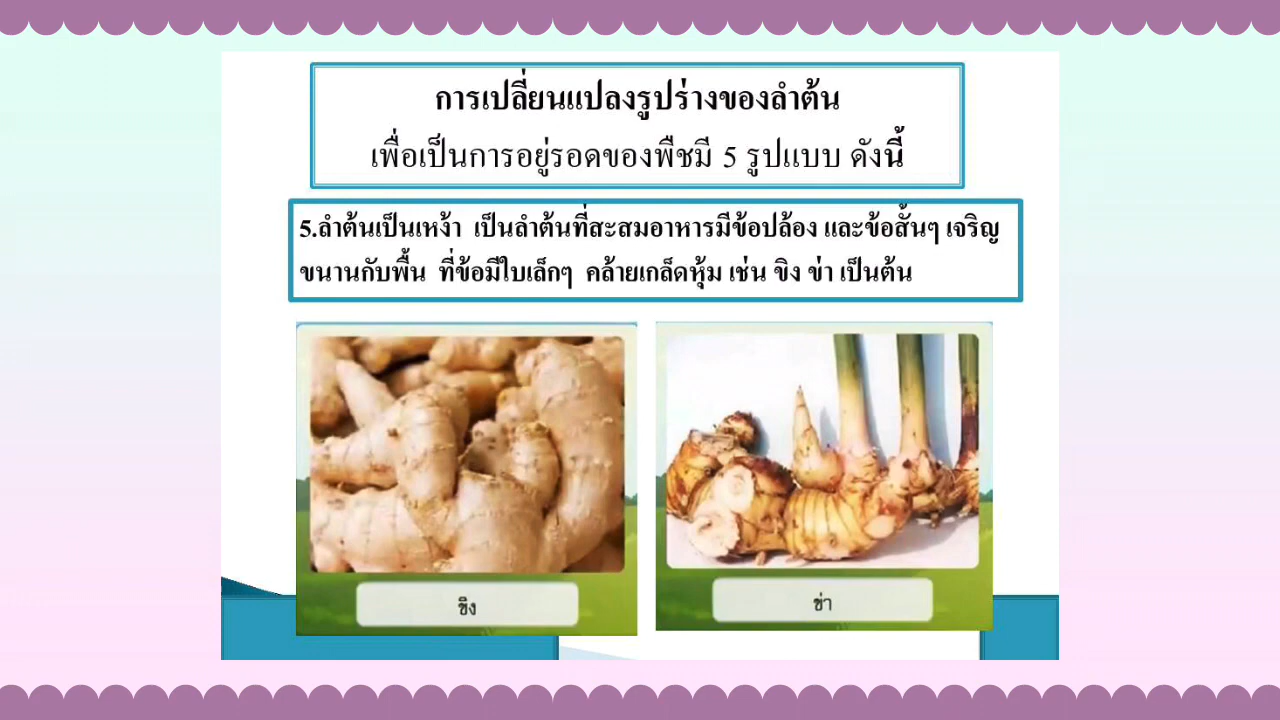 การเปลี่ยนแปลงรูปร่างของลำต้น
เพื่อเป็นการอยู่รอดของพืชมี 5 รูปแบบ ดังนี้
5.ลำต้นเป็นเหง้า เป็นลำต้นที่สะสมอาหารมีข้อปล้อง และข้อสั้นๆ เจริญ
ขนานกับพื้น ที่ข้อมีใบเล็กๆ คล้ายเกล็ดหุ้ม เช่น ขิง ข่า เป็นต้น
ขิง
ข่า